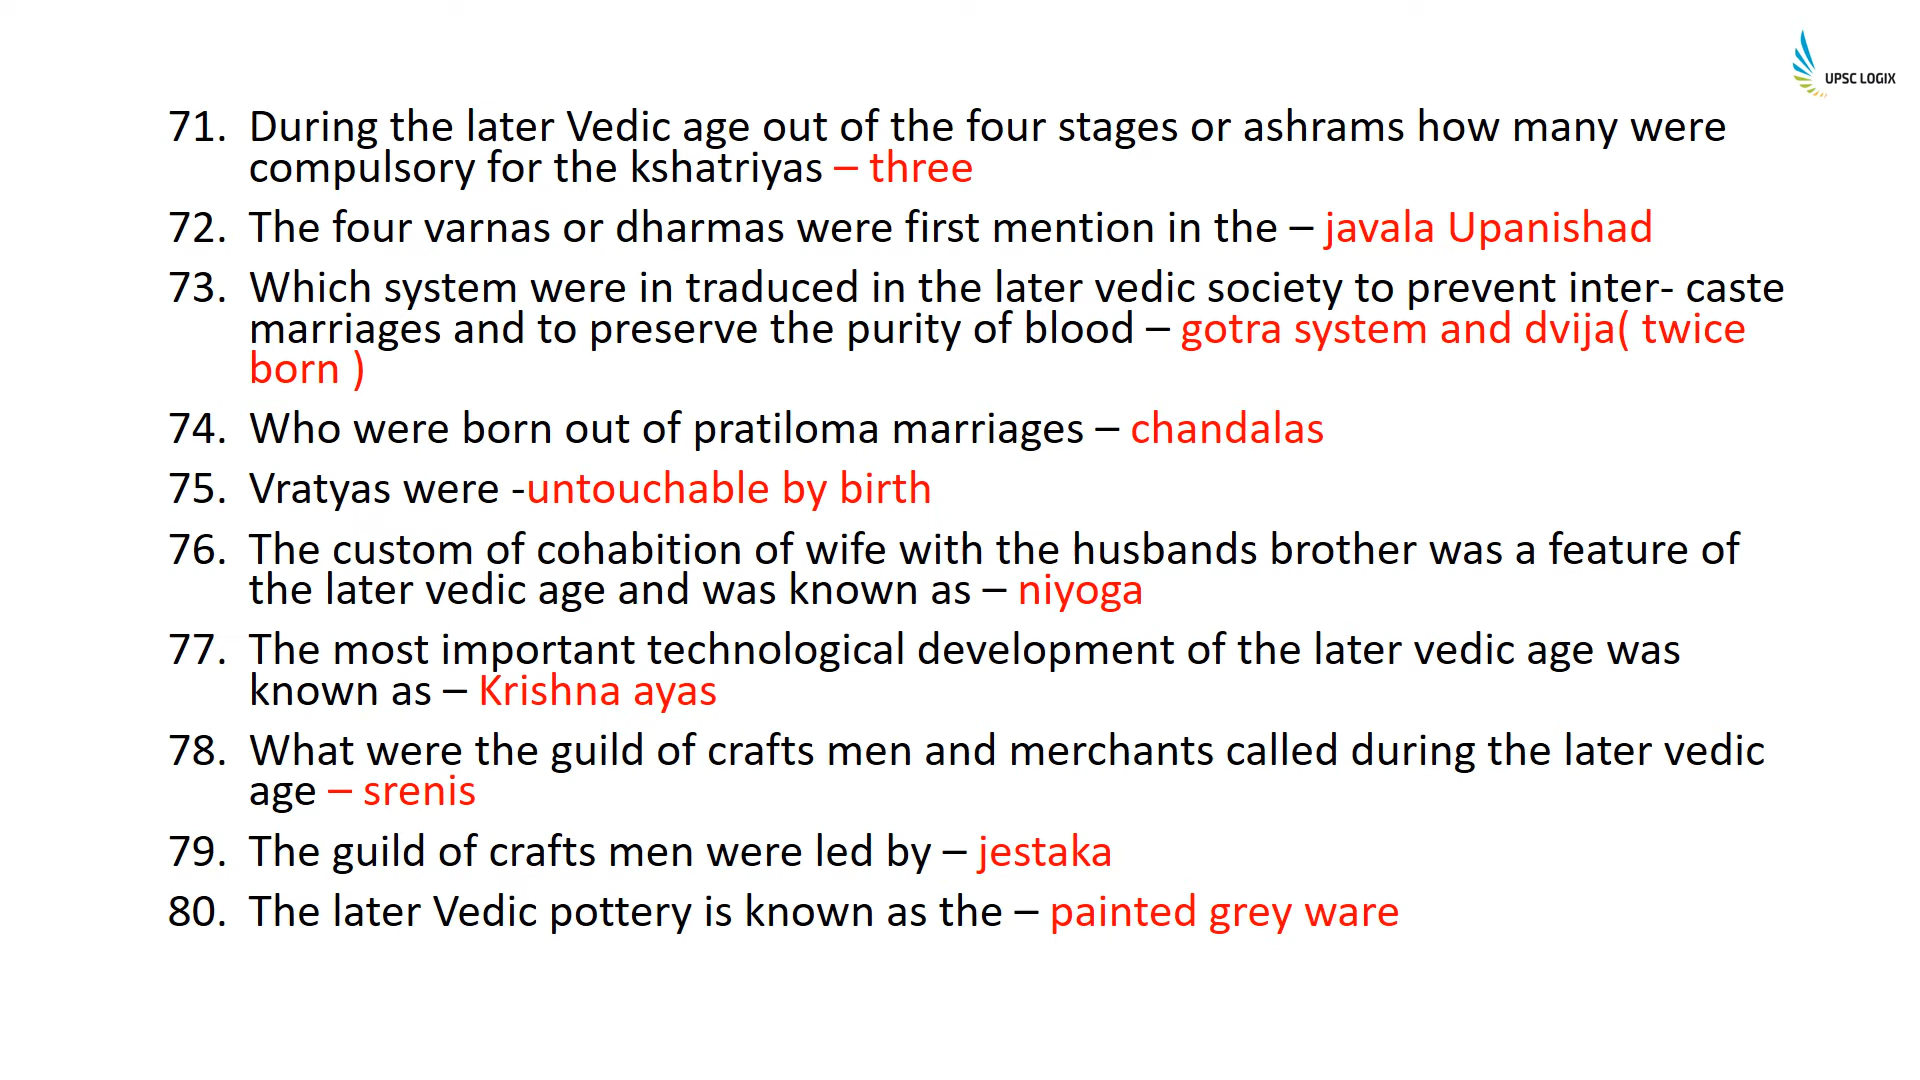 UPSC LOGIX
71. During the later Vedic age out of the four stages or ashrams how many were
compulsory for the kshatriyas – three
72. The four varnas or dharmas were first mention in the – javala Upanishad
73. Which system were in traduced in the later vedic society to prevent inter- caste
marriages and to preserve the purity of blood – gotra system and dvija( twice
born )
74. Who were born out of pratiloma marriages – chandalas
75. Vratyas were -untouchable by birth
76. The custom of cohabition of wife with the husbands brother was a feature of
the later vedic age and was known as – niyoga
77. The most important technological development of the later vedic age was
known as – Krishna ayas
78. What were the guild of crafts men and merchants called during the later vedic
age – srenis
79. The guild of crafts men were led by – jestaka
80. The later Vedic pottery is known as the – painted grey ware